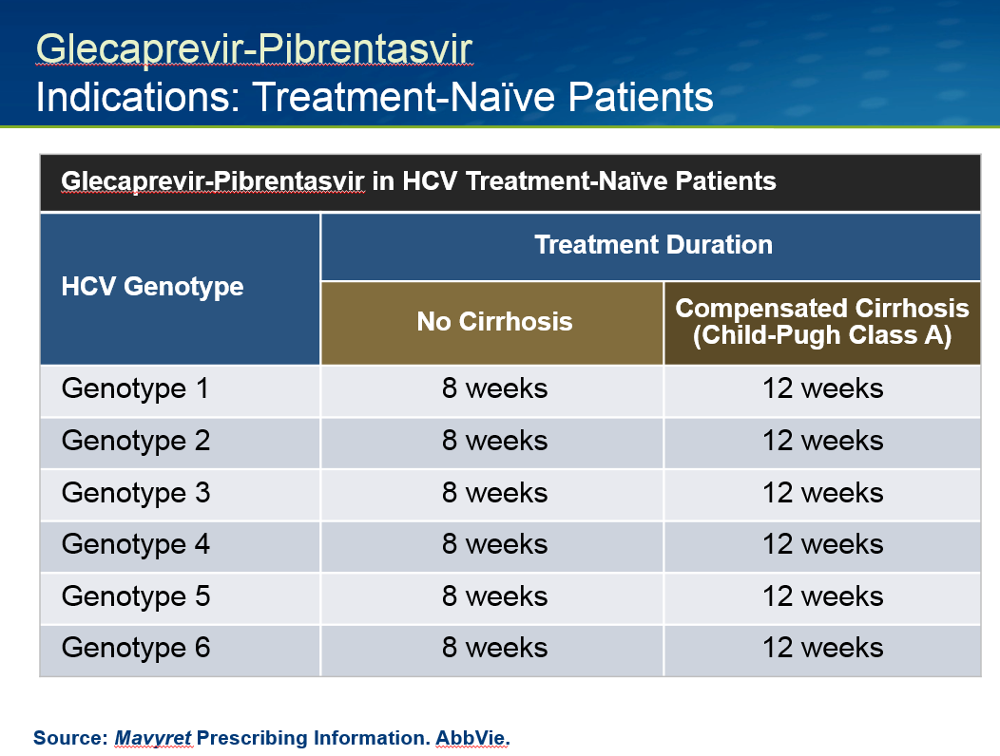 Glecaprevir-Pibrentasvir
Indications: Treatment-Naïve Patients
Glecaprevir-Pibrentasvir in HCV Treatment-Naïve Patients
HCV Genotype
Treatment Duration
No Cirrhosis
Compensated Cirrhosis
(Child-Pugh Class A)
Genotype 1 8 weeks 12 weeks
Genotype 2 8 weeks 12 weeks
Genotype 3 8 weeks 12 weeks
Genotype 4 8 weeks 12 weeks
Genotype 5 8 weeks 12 weeks
Genotype 6 8 weeks 12 weeks
Source: Mavyret Prescribing Information. AbbVie.